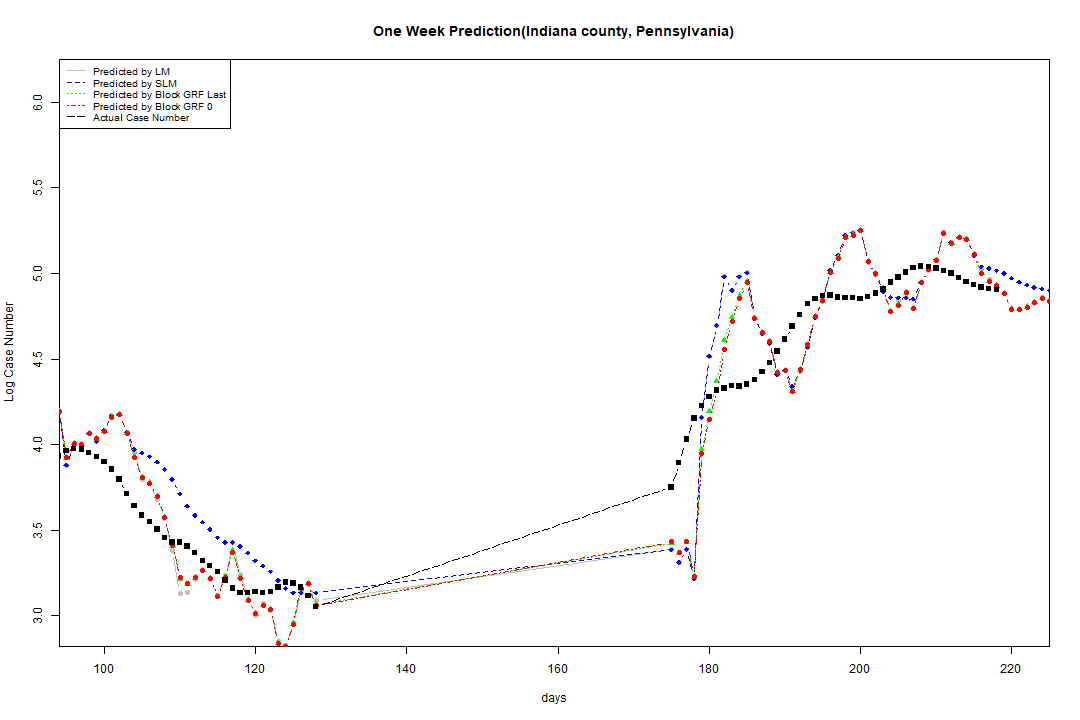 One Week Prediction(Indiana county, Pennsylvania)
Predicted by LM
Predicted by SLM
Predicted by Block GRF Last
Predicted by Block GRF 0
Actual Case Number
6.0
5.5
5.0
4.5
4.0
3.5
3.0
Log Case Number
100
120
140
160
180
200
220
days